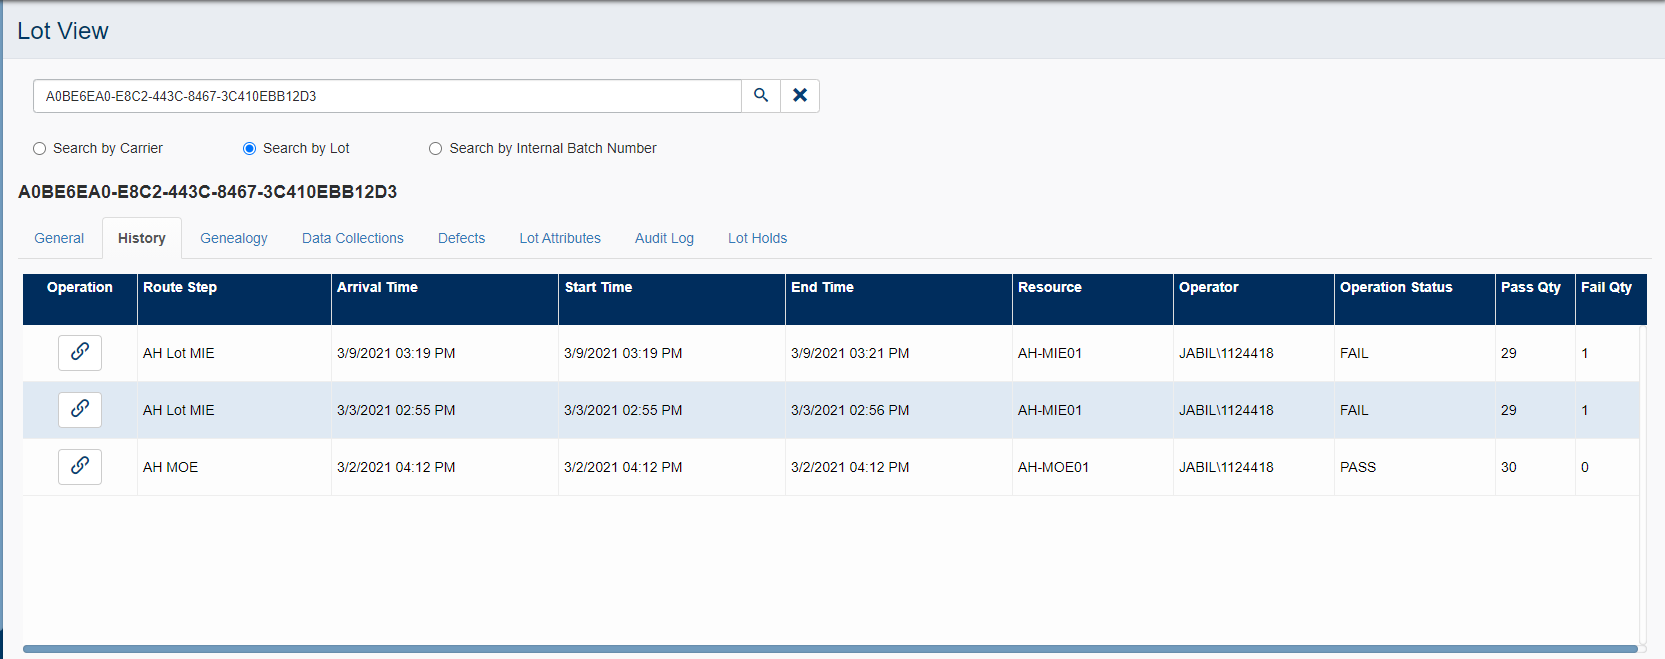 Lot View
A0BE6EA0-E8C2-443C-8467-3C410EBB12D3
Search by Carrier Search by Lot Search by Internal Batch Number
A0BE6EA0-E8C2-443C-8467-3C410EBB12D3
General History Genealogy Data Collections Defects Lot Attributes Audit Log Lot Holds
Operation Route Step Arrival Time Start Time End Time Resource Operator Operation Status Pass Qty Fail Qty
AH Lot MIE 3/9/2021 03:19 PM 3/9/2021 03:19 PM 3/9/2021 03:21 PM AH-MIE01 JABIL\1124418 FAIL 29 1
AH Lot MIE 3/3/2021 02:55 PM 3/3/2021 02:55 PM 3/3/2021 02:56 PM AH-MIE01 JABIL\1124418 FAIL 29 1
AH MOE 3/2/2021 04:12 PM 3/2/2021 04:12 PM 3/2/2021 04:12 PM AH-MOE01 JABIL\1124418 PASS 30 0